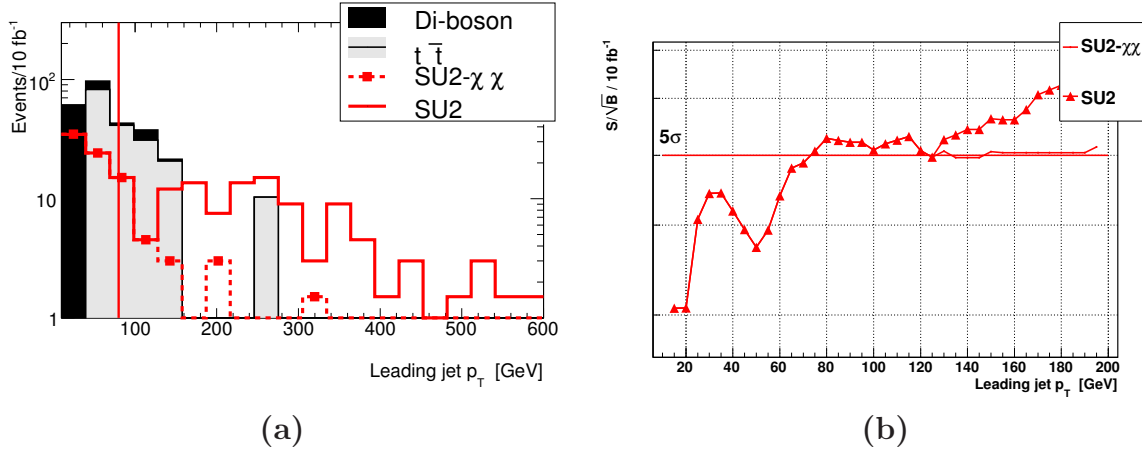 Events/10 fb⁻¹
10²
10
1
Di-boson
t t̅
SU2-χ χ
SU2
100 200 300 400 500 600
Leading jet p_T [GeV]
(a)
S/√B / 10 fb⁻¹
5σ
SU2-χχ
SU2
20 40 60 80 100 120 140 160 180 200
Leading jet p_T [GeV]
(b)